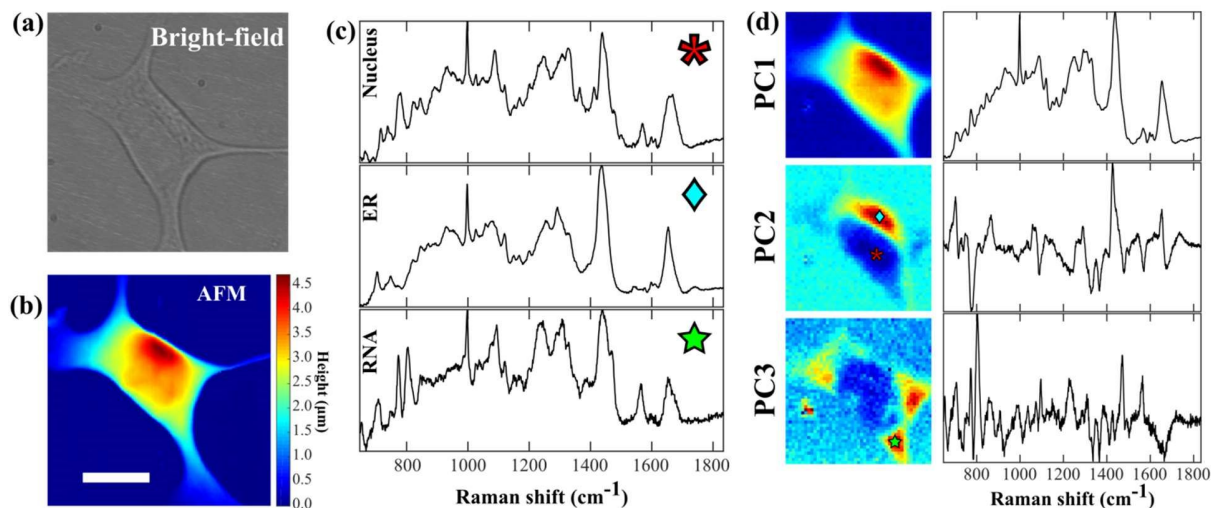 (a)
Bright-field
(b)
AFM
4.5
4.0
3.5
3.0
2.5
2.0
1.5
1.0
0.5
0.0
Height (µm)
(c)
Nucleus
ER
RNA
800 1000 1200 1400 1600 1800
Raman shift (cm⁻¹)
(d)
PC1
PC2
PC3
800 1000 1200 1400 1600 1800
Raman shift (cm⁻¹)